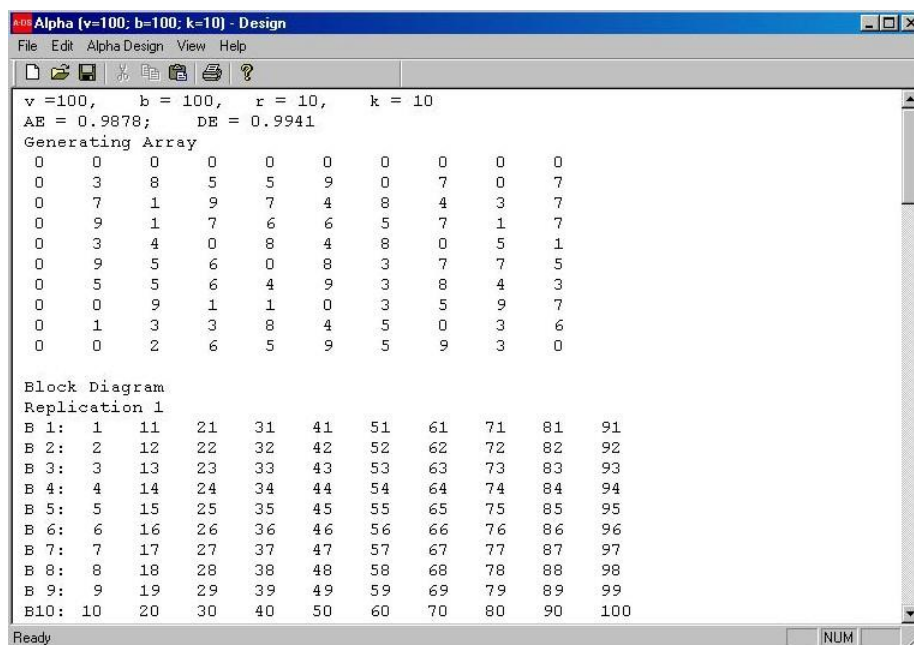 A-DS Alpha (v=100; b=100; k=10) - Design
File Edit Alpha Design View Help
v =100, b = 100, r = 10, k = 10
AE = 0.9878; DE = 0.9941
Generating Array
0 0 0 0 0 0 0 0 0 0
0 3 8 5 5 9 0 7 0 7
0 7 1 9 7 4 8 4 3 7
0 9 1 7 6 6 5 7 1 7
0 3 4 0 8 4 8 0 5 1
0 9 5 6 0 8 3 7 7 5
0 5 5 6 4 9 3 8 4 3
0 0 9 1 1 0 3 5 9 7
0 1 3 3 8 4 5 0 3 6
0 0 2 6 5 9 5 9 3 0
Block Diagram
Replication 1
B 1: 1 11 21 31 41 51 61 71 81 91
B 2: 2 12 22 32 42 52 62 72 82 92
B 3: 3 13 23 33 43 53 63 73 83 93
B 4: 4 14 24 34 44 54 64 74 84 94
B 5: 5 15 25 35 45 55 65 75 85 95
B 6: 6 16 26 36 46 56 66 76 86 96
B 7: 7 17 27 37 47 57 67 77 87 97
B 8: 8 18 28 38 48 58 68 78 88 98
B 9: 9 19 29 39 49 59 69 79 89 99
B10: 10 20 30 40 50 60 70 80 90 100
Ready NUM